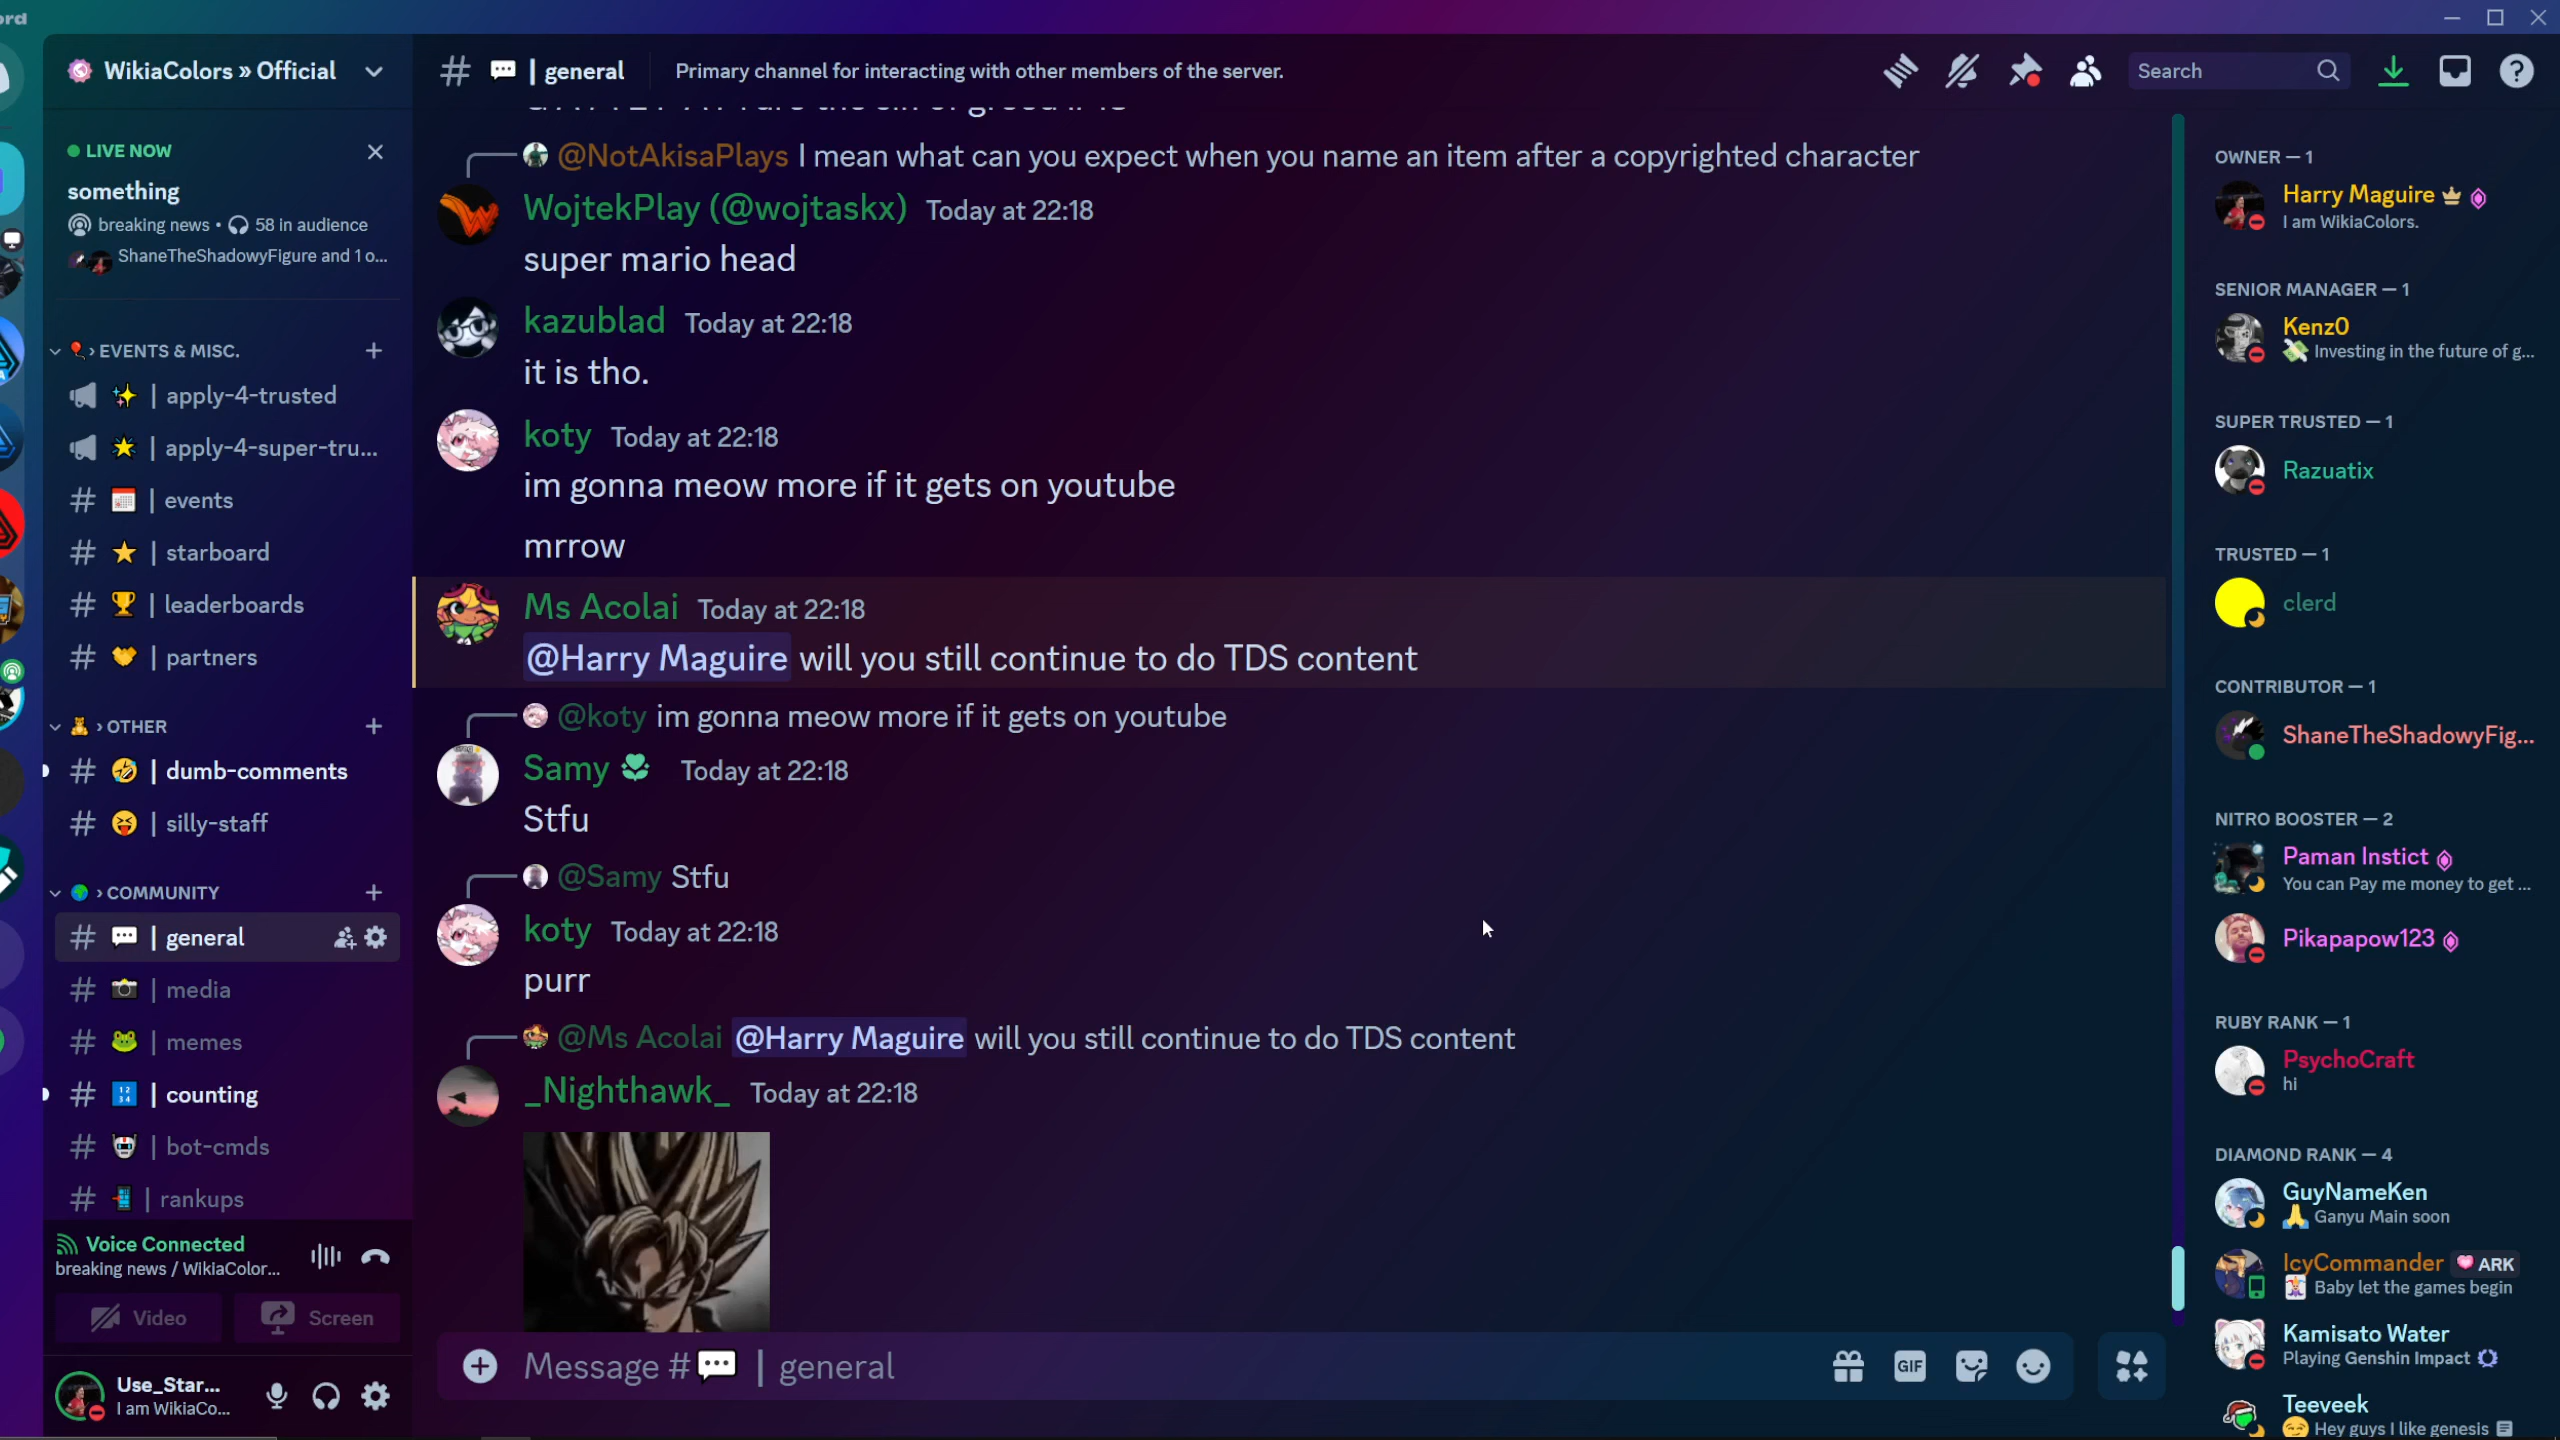 WikiaColors » Official
LIVE NOW
something
breaking news • 58 in audience
ShaneTheShadowyFigure and 1 o...
› EVENTS & MISC.
| apply-4-trusted
| apply-4-super-tru...
# | events
# | starboard
# | leaderboards
# | partners
› OTHER
# | dumb-comments
# | silly-staff
› COMMUNITY
# | general
# | media
# | memes
# | counting
# | bot-cmds
# | rankups
Voice Connected
breaking news / WikiaColor...
Video
Screen
Use_Star...
I am WikiaCo...
# | general
Primary channel for interacting with other members of the server.
Search
@NotAkisaPlays I mean what can you expect when you name an item after a copyrighted character
WojtekPlay (@wojtaskx) Today at 22:18
super mario head
kazublad Today at 22:18
it is tho.
koty Today at 22:18
im gonna meow more if it gets on youtube
mrrow
Ms Acolai Today at 22:18
@Harry Maguire will you still continue to do TDS content
@koty im gonna meow more if it gets on youtube
Samy Today at 22:18
Stfu
@Samy Stfu
koty Today at 22:18
purr
@Ms Acolai @Harry Maguire will you still continue to do TDS content
_Nighthawk_ Today at 22:18
Message # | general
GIF
OWNER — 1
Harry Maguire
I am WikiaColors.
SENIOR MANAGER — 1
Kenz0
Investing in the future of g...
SUPER TRUSTED — 1
Razuatix
TRUSTED — 1
clerd
CONTRIBUTOR — 1
ShaneTheShadowyFig...
NITRO BOOSTER — 2
Paman Instict
You can Pay me money to get ...
Pikapapow123
RUBY RANK — 1
PsychoCraft
hi
DIAMOND RANK — 4
GuyNameKen
Ganyu Main soon
IcyCommander ARK
Baby let the games begin
Kamisato Water
Playing Genshin Impact
Teeveek
Hey guys I like genesis